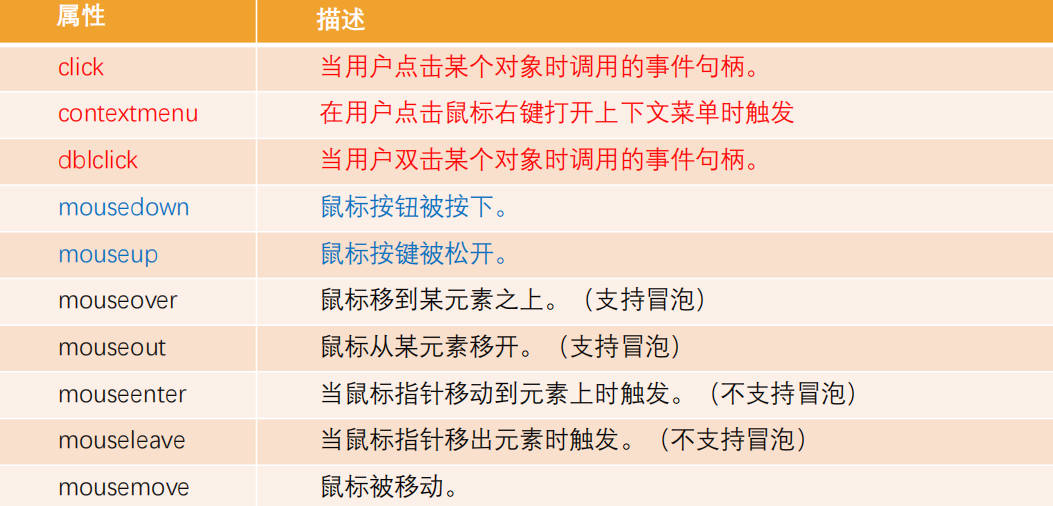 属性 描述
click 当用户点击某个对象时调用的事件句柄。
contextmenu 在用户点击鼠标右键打开上下文菜单时触发
dblclick 当用户双击某个对象时调用的事件句柄。
mousedown 鼠标按钮被按下。
mouseup 鼠标按键被松开。
mouseover 鼠标移到某元素之上。（支持冒泡）
mouseout 鼠标从某元素移开。（支持冒泡）
mouseenter 当鼠标指针移动到元素上时触发。（不支持冒泡）
mouseleave 当鼠标指针移出元素时触发。（不支持冒泡）
mousemove 鼠标被移动。